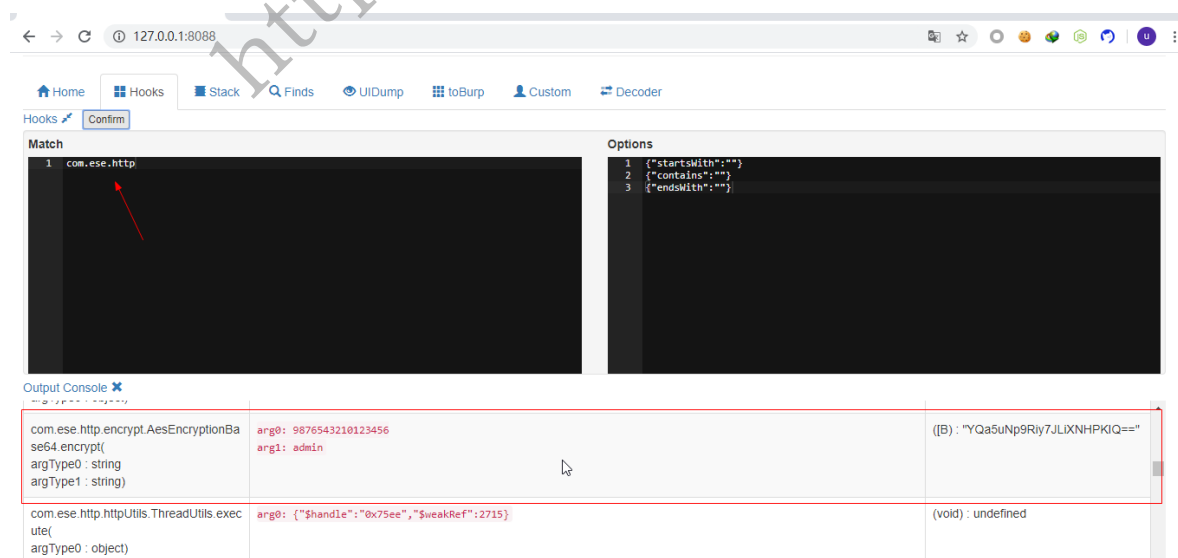 htt
127.0.0.1:8088
u
Home Hooks Stack Finds UIDump toBurp Custom Decoder
Hooks Confirm
Match
1 com.ese.http
Options
1 {"startsWith":""}
2 {"contains":""}
3 {"endsWith":""}
Output Console
argType0 : object)
com.ese.http.encrypt.AesEncryptionBa
se64.encrypt(
argType0 : string
argType1 : string)
arg0: 9876543210123456
arg1: admin
([B) : "YQa5uNp9Riy7JLiXNHPKIQ=="
com.ese.http.httpUtils.ThreadUtils.exec
ute(
argType0 : object)
arg0: {"$handle":"0x75ee","$weakRef":2715}
(void) : undefined